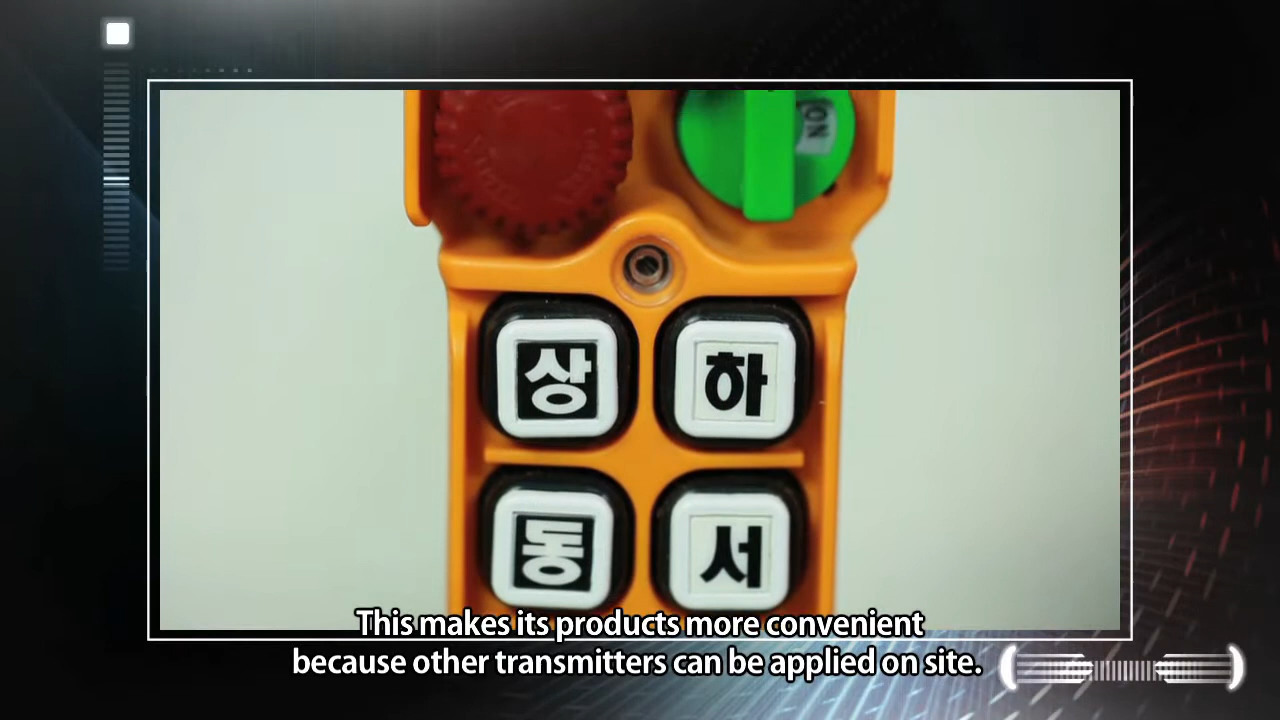 ON
상
하
동
서
This makes its products more convenient
because other transmitters can be applied on site.